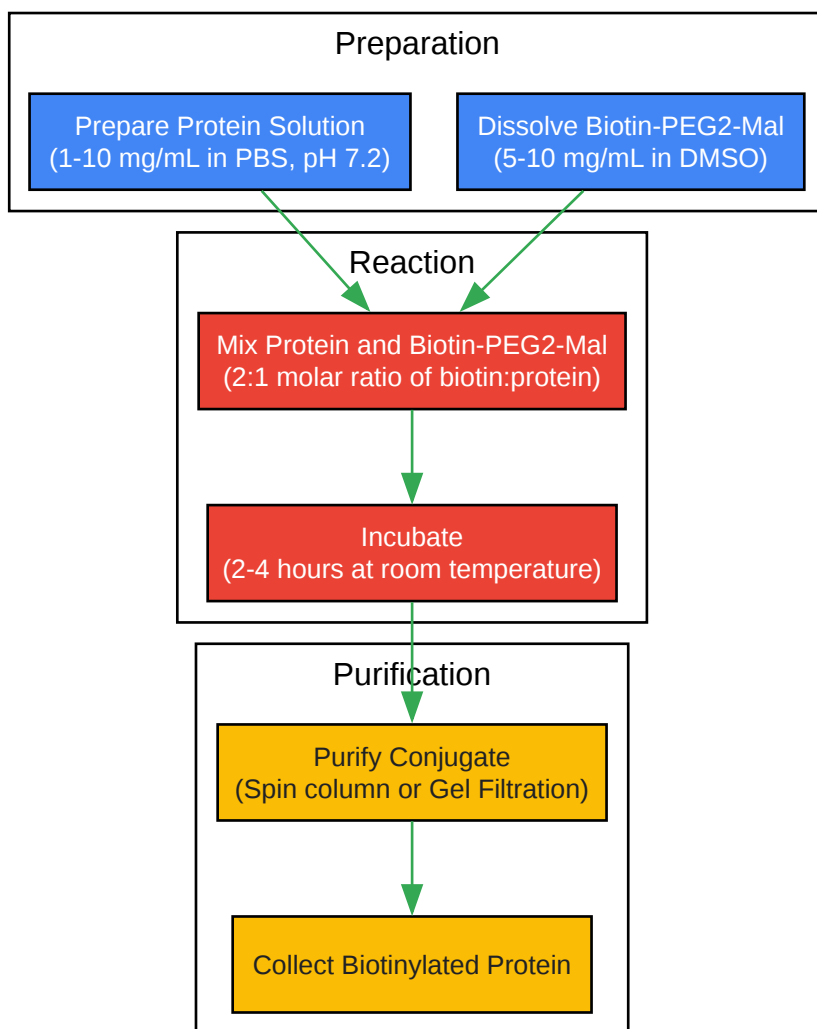 Preparation
Prepare Protein Solution
(1-10 mg/mL in PBS, pH 7.2)
Dissolve Biotin-PEG2-Mal
(5-10 mg/mL in DMSO)
Reaction
Mix Protein and Biotin-PEG2-Mal
(2:1 molar ratio of biotin:protein)
Incubate
(2-4 hours at room temperature)
Purification
Purify Conjugate
(Spin column or Gel Filtration)
Collect Biotinylated Protein